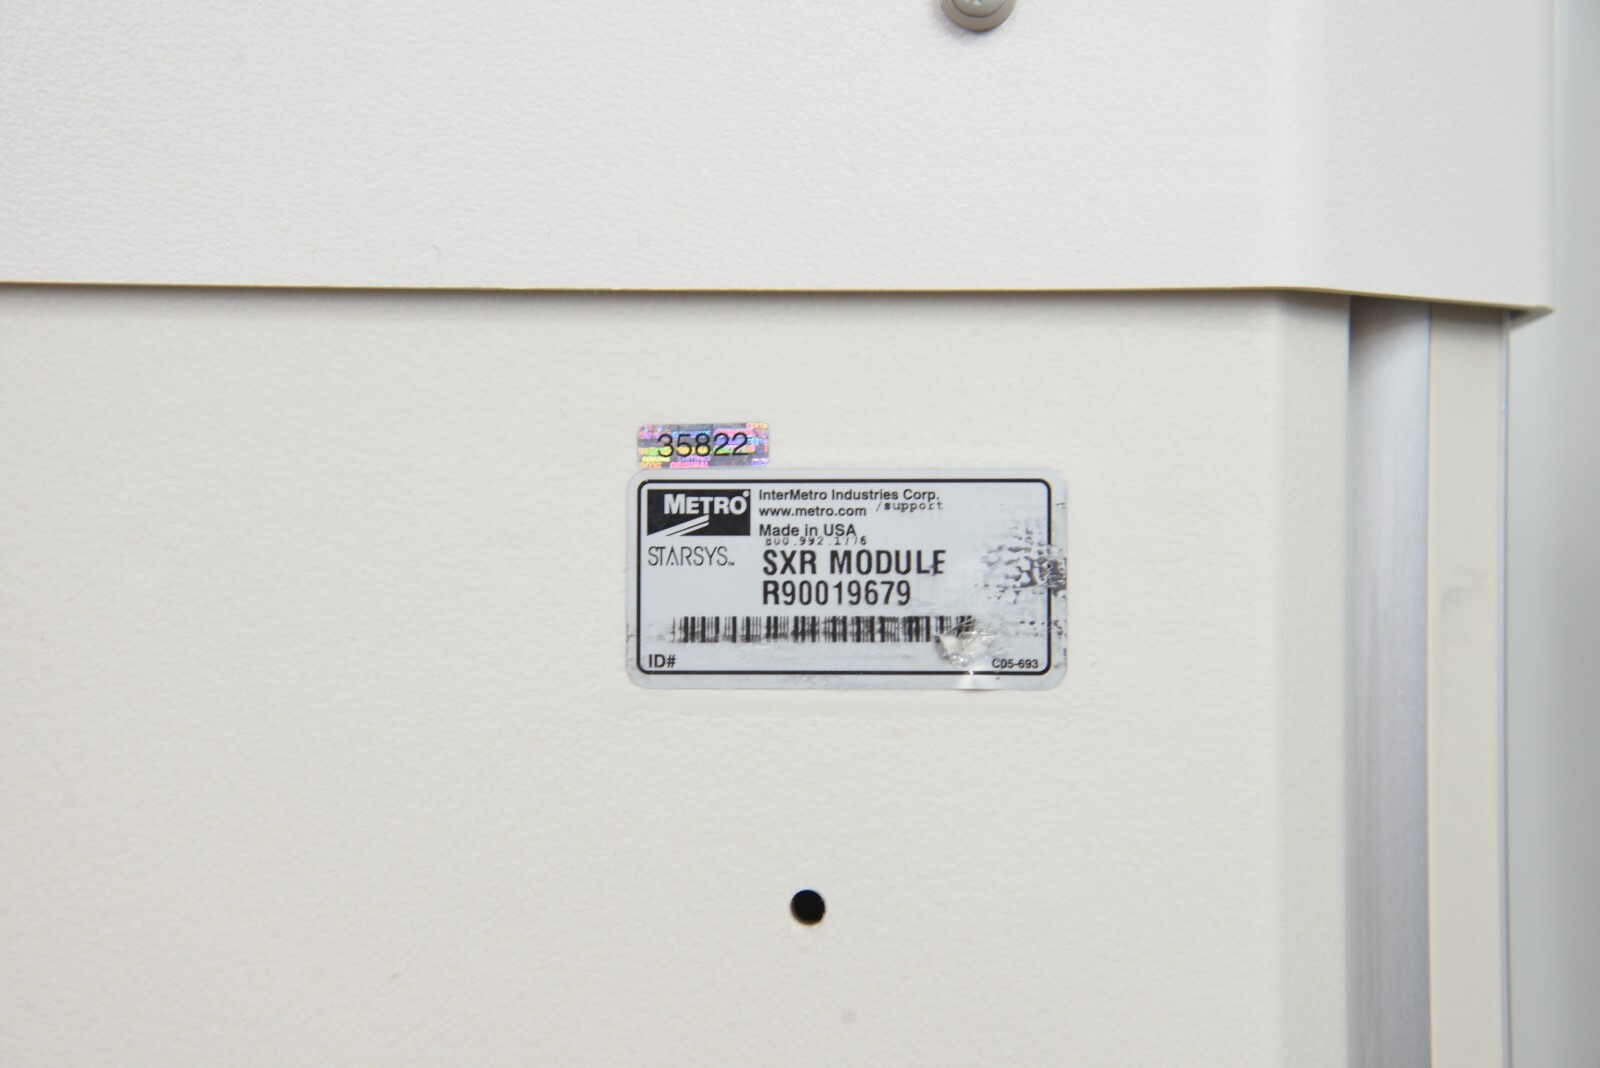 35822
METRO
InterMetro Industries Corp.
www.metro.com /support
Made in USA
800.992.1776
STARSYS™
SXR MODULE
R90019679
ID#
C05-693